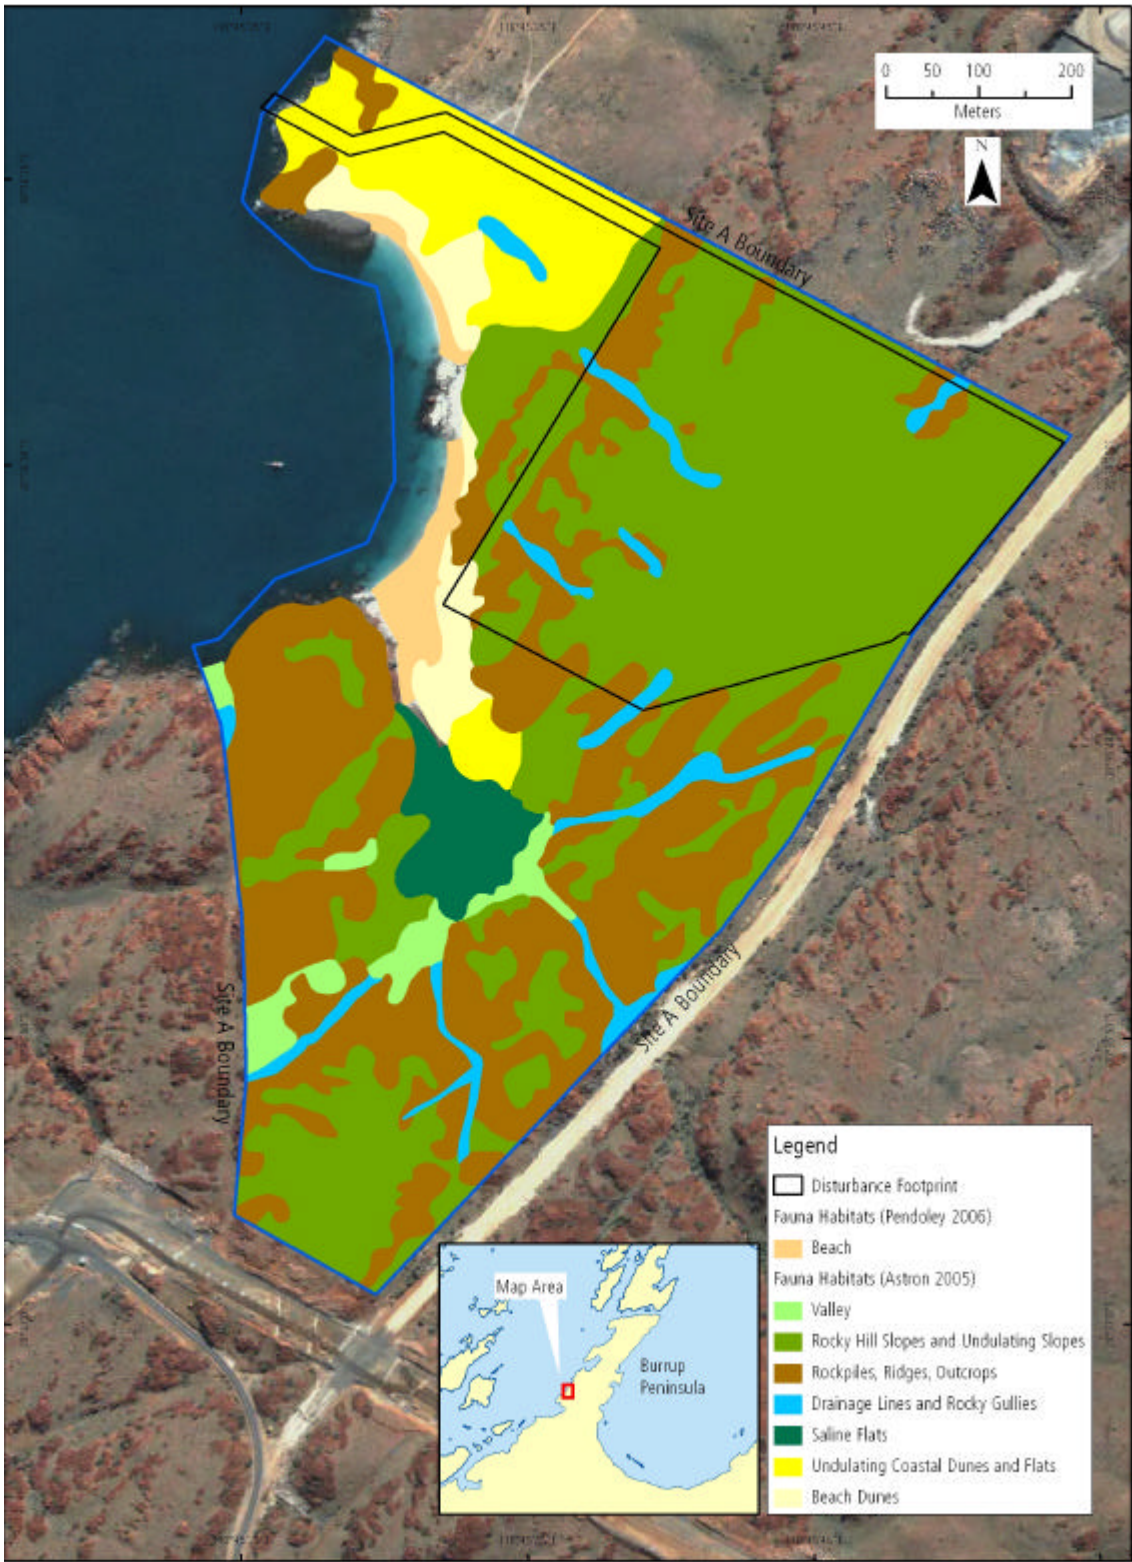 0 50 100 200
Meters
N
Site A Boundary
Site A Boundary
Site A Boundary
Legend
Disturbance Footprint
Fauna Habitats (Pendoley 2006)
Beach
Fauna Habitats (Astron 2005)
Valley
Rocky Hill Slopes and Undulating Slopes
Rockpiles, Ridges, Outcrops
Drainage Lines and Rocky Gullies
Saline Flats
Undulating Coastal Dunes and Flats
Beach Dunes
Map Area
Burrup
Peninsula